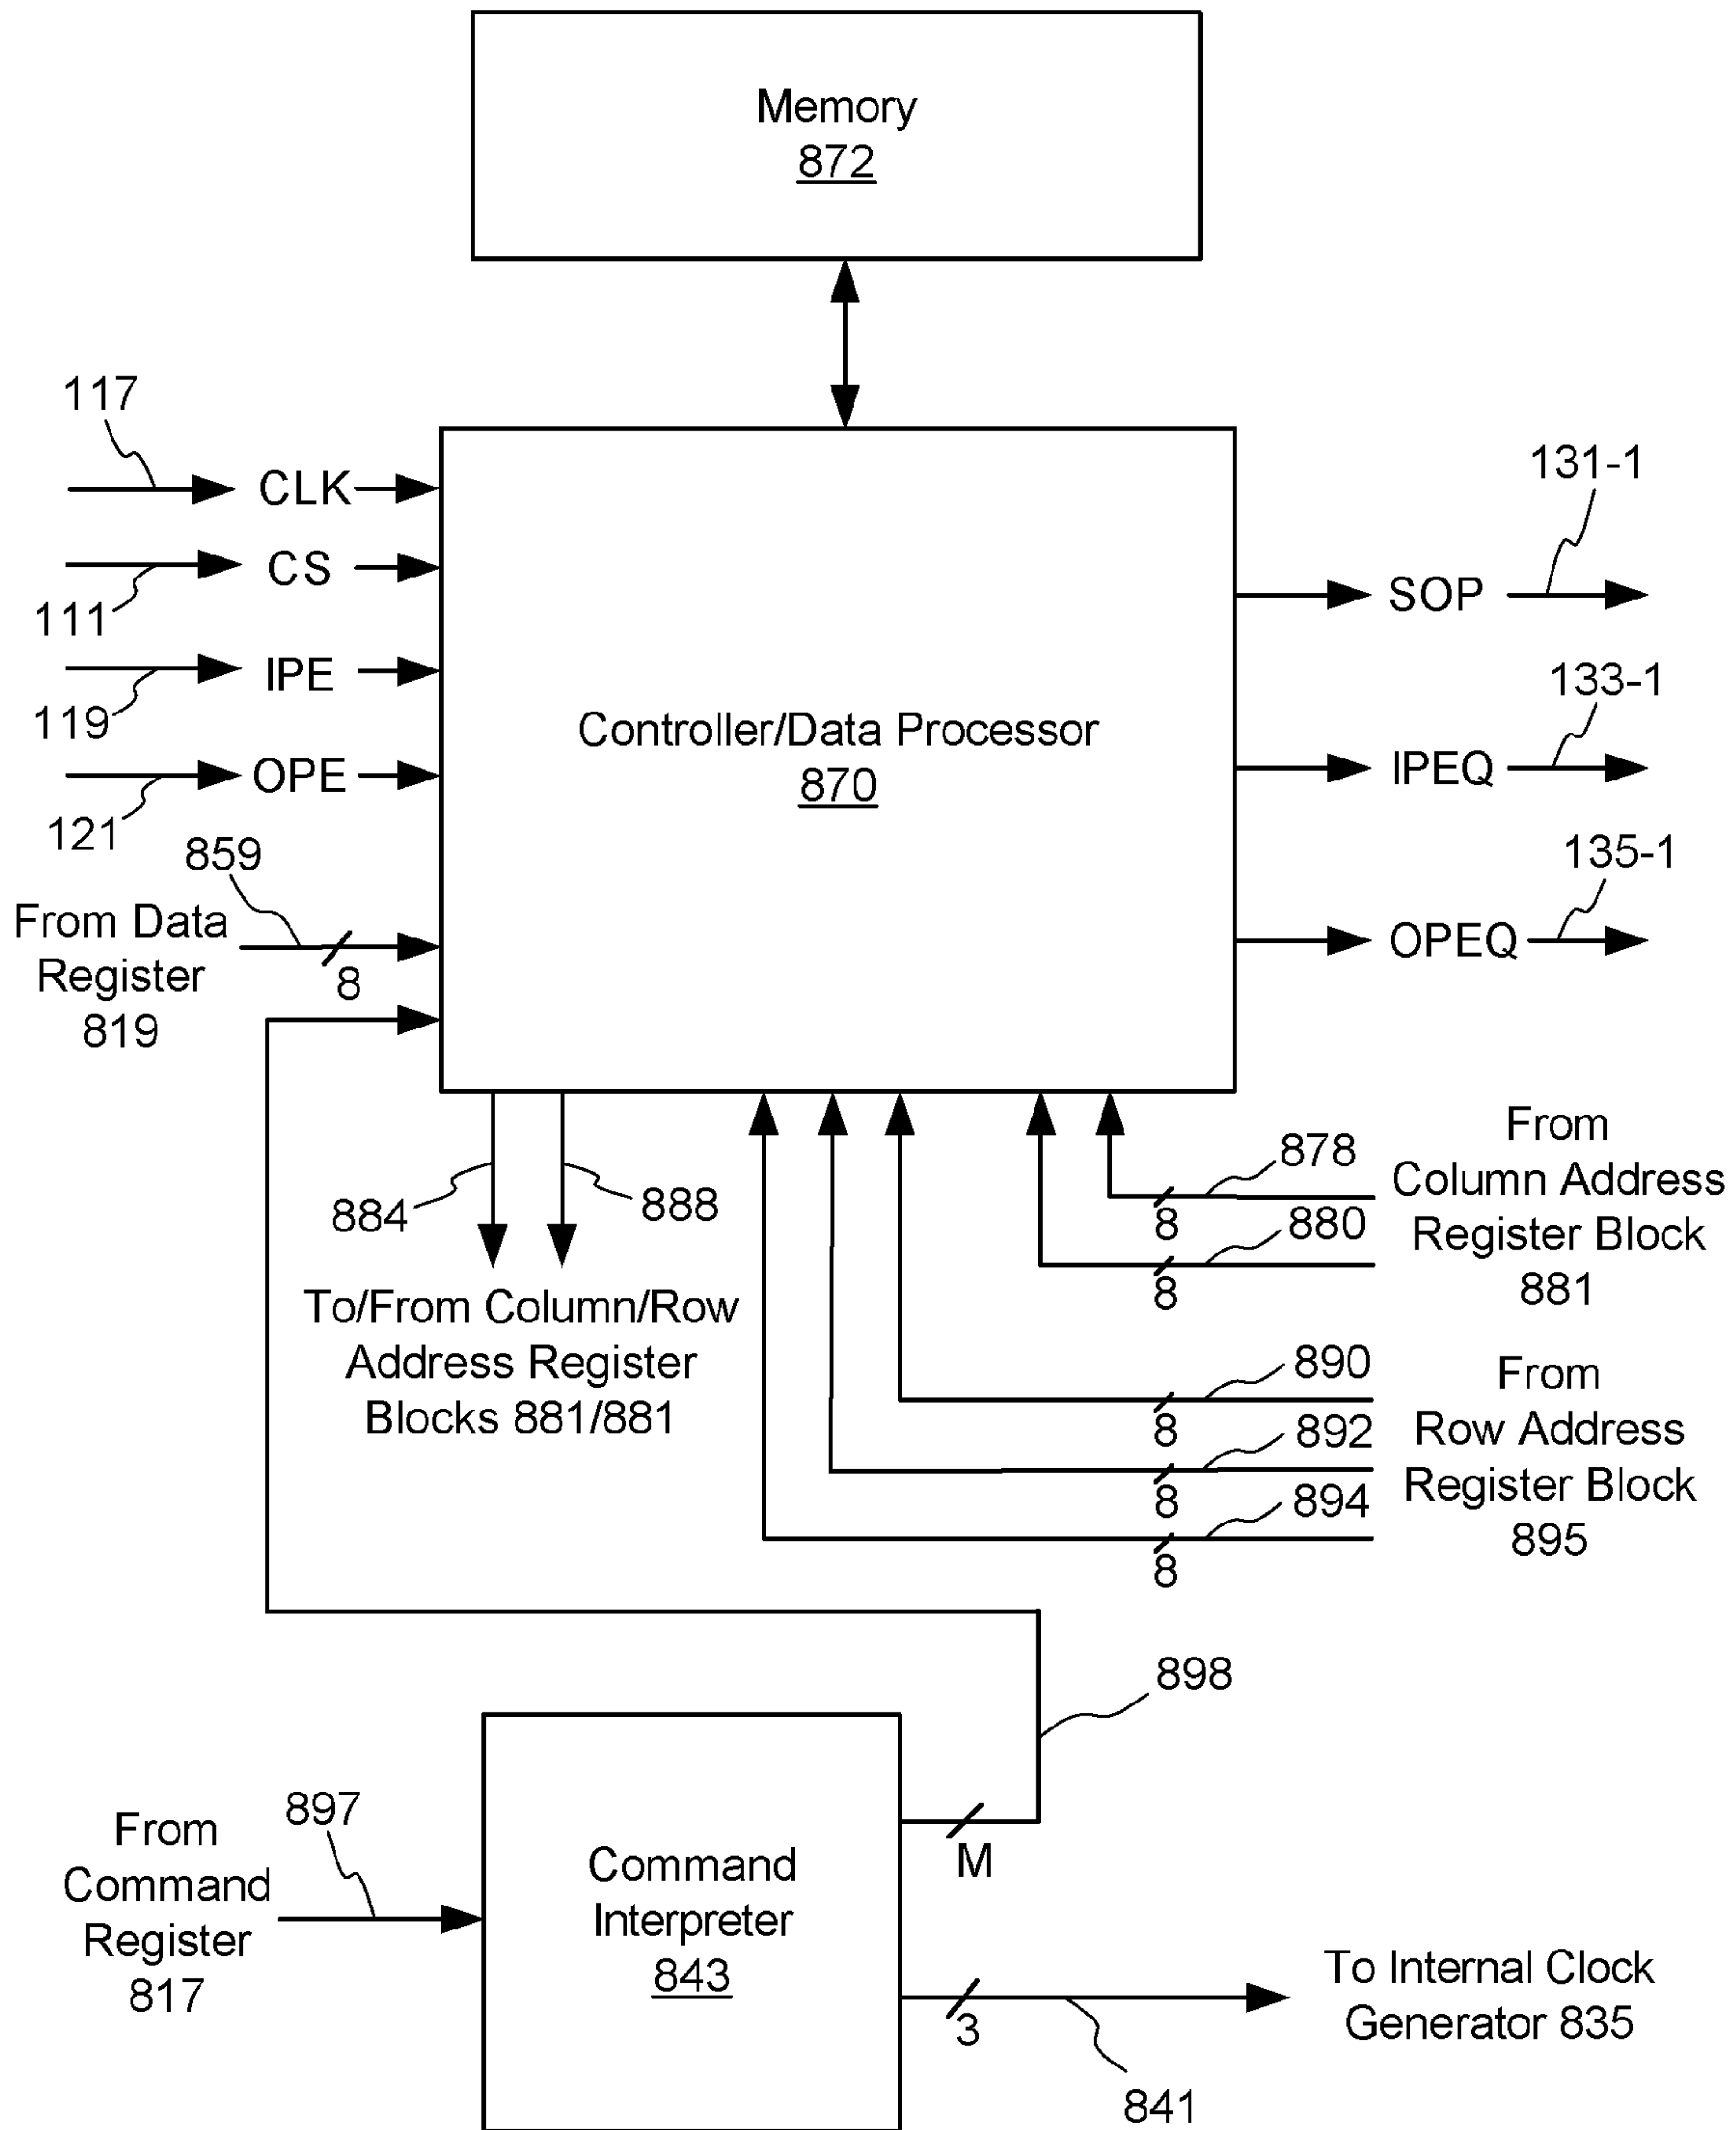 Memory
872
117
CLK
CS
111
IPE
119
OPE
121
859
From Data
Register
819
8
Controller/Data Processor
870
131-1
SOP
133-1
IPEQ
135-1
OPEQ
884
888
To/From Column/Row
Address Register
Blocks 881/881
878
8
880
8
From
Column Address
Register Block
881
890
8
892
8
894
8
From
Row Address
Register Block
895
898
M
From
Command
Register
817
897
Command
Interpreter
843
3
841
To Internal Clock
Generator 835